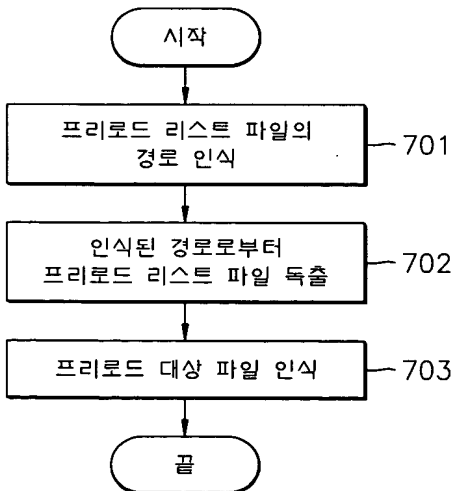 시작
프리로드 리스트 파일의
경로 인식
701
인식된 경로로부터
프리로드 리스트 파일 독출
702
프리로드 대상 파일 인식
703
끝